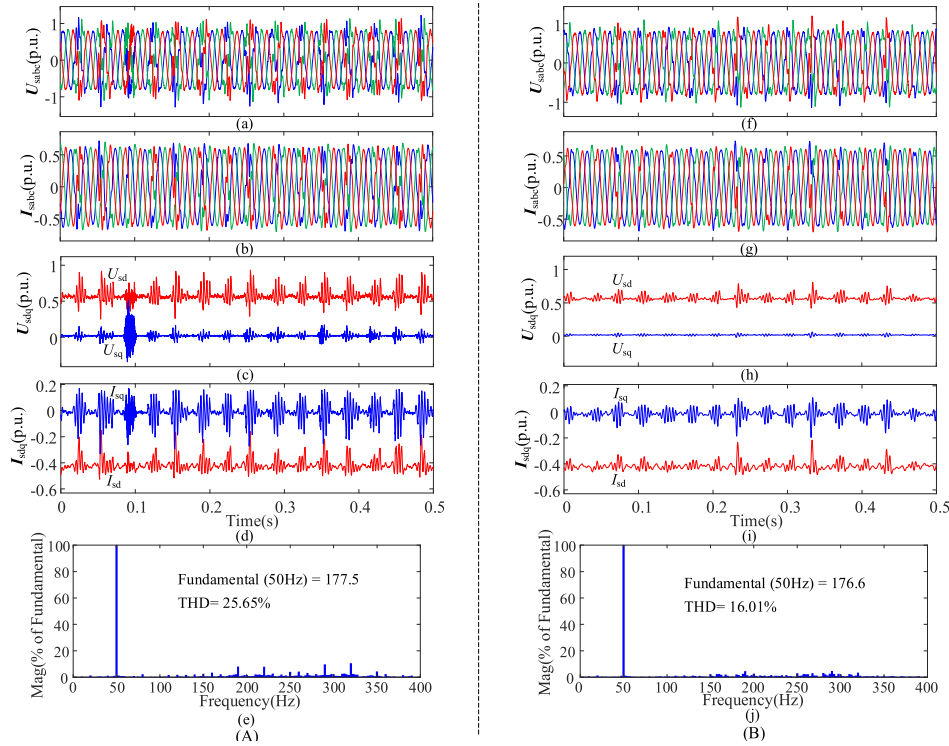 U_sabc(p.u.)
1
0
-1
(a)
I_sabc(p.u.)
0.5
0
-0.5
(b)
U_sdq(p.u.)
1
0.5
0
U_sd
U_sq
(c)
I_sdq(p.u.)
0.2
0
-0.2
-0.4
-0.6
I_sq
I_sd
0 0.1 0.2 0.3 0.4 0.5
Time(s)
(d)
Mag(% of Fundamental)
100
80
60
40
20
0
Fundamental (50Hz) = 177.5
THD= 25.65%
0 50 100 150 200 250 300 350 400
Frequency(Hz)
(e)
(A)
U_sabc(p.u.)
1
0
-1
(f)
I_sabc(p.u.)
0.5
0
-0.5
(g)
U_sdq(p.u.)
1
0.5
0
U_sd
U_sq
(h)
I_sdq(p.u.)
0.2
0
-0.2
-0.4
-0.6
I_sq
I_sd
0 0.1 0.2 0.3 0.4 0.5
Time(s)
(i)
Mag(% of Fundamental)
100
80
60
40
20
0
Fundamental (50Hz) = 176.6
THD= 16.01%
0 50 100 150 200 250 300 350 400
Frequency(Hz)
(j)
(B)